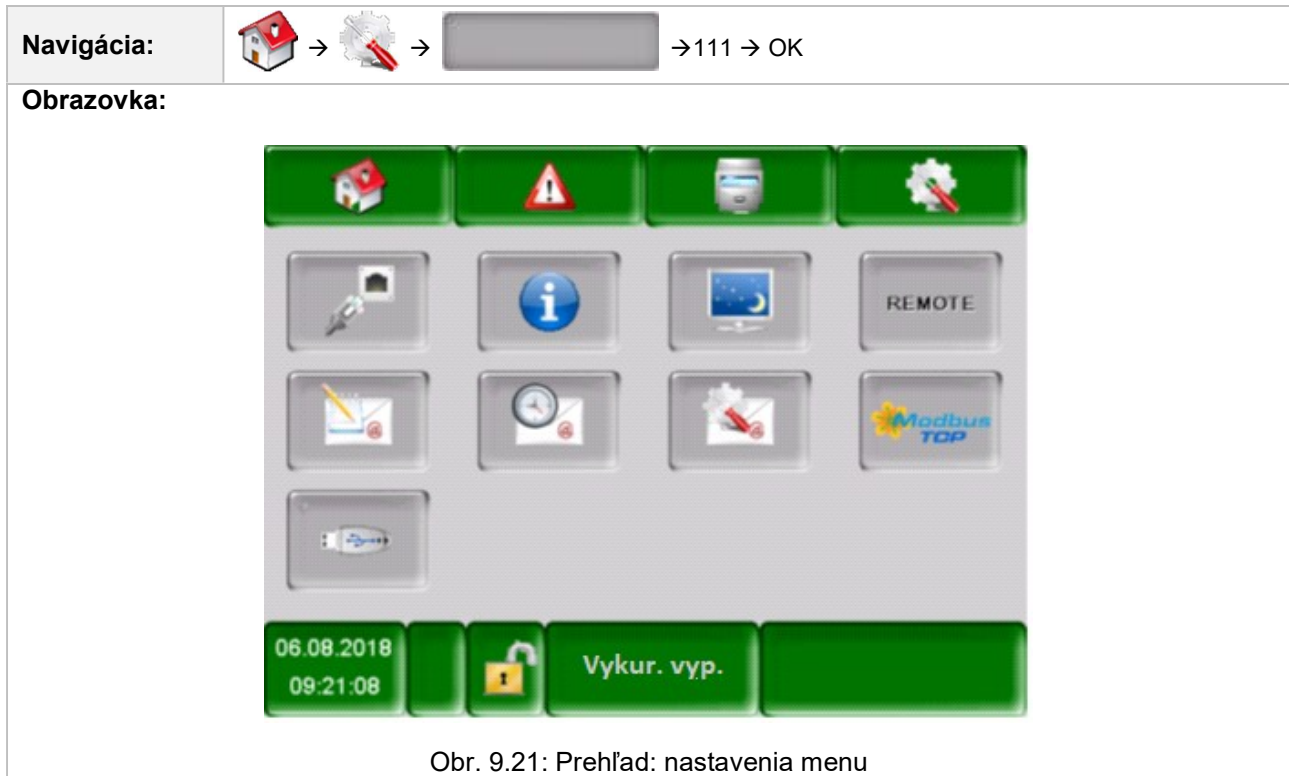 Navigácia: → → →111 → OK
Obrazovka:
REMOTE
Modbus
TCP
06.08.2018
09:21:08
Vykur. vyp.
Obr. 9.21: Prehľad: nastavenia menu